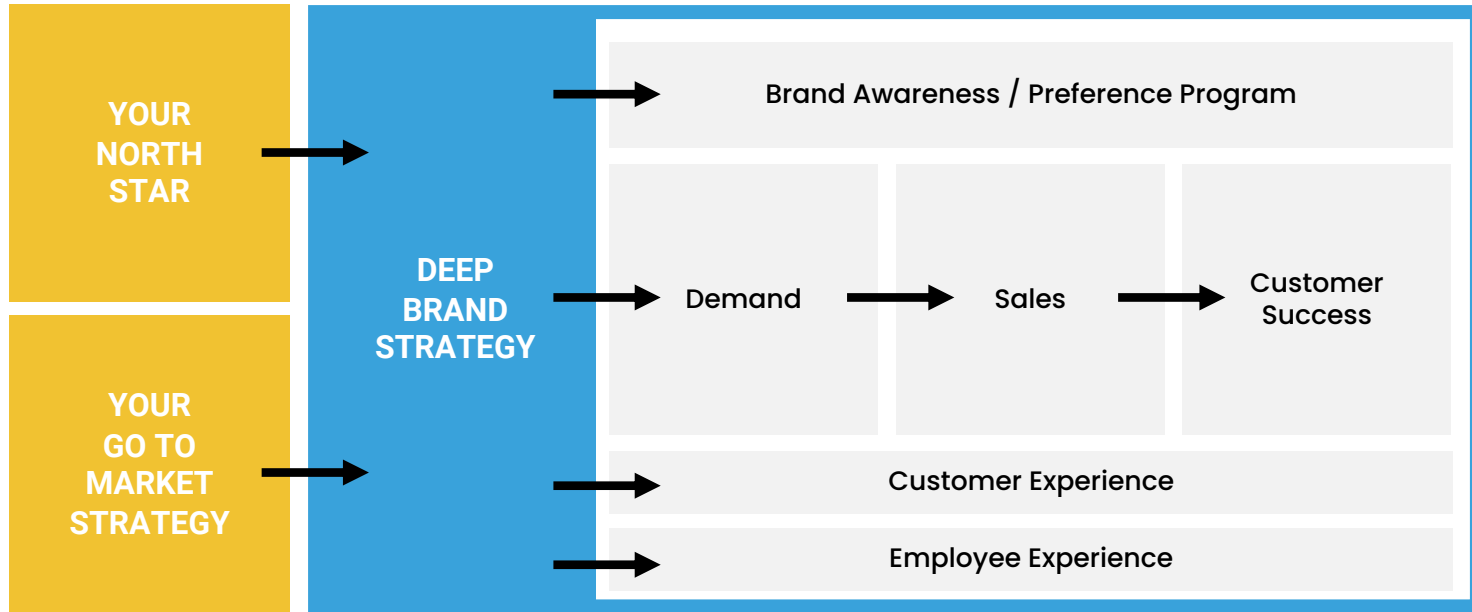 YOUR
NORTH
STAR
YOUR
GO TO
MARKET
STRATEGY
DEEP
BRAND
STRATEGY
Brand Awareness / Preference Program
Demand
Sales
Customer
Success
Customer Experience
Employee Experience